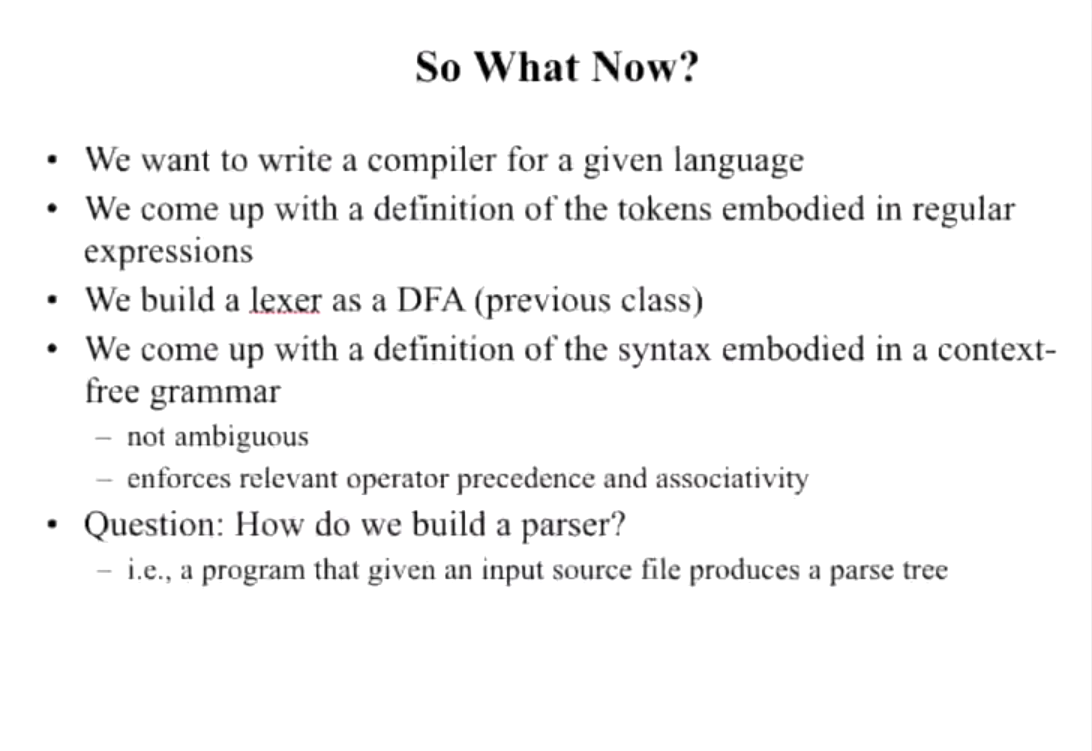 So What Now?
• We want to write a compiler for a given language
• We come up with a definition of the tokens embodied in regular
expressions
• We build a lexer as a DFA (previous class)
• We come up with a definition of the syntax embodied in a context-
free grammar
– not ambiguous
– enforces relevant operator precedence and associativity
• Question: How do we build a parser?
– i.e., a program that given an input source file produces a parse tree